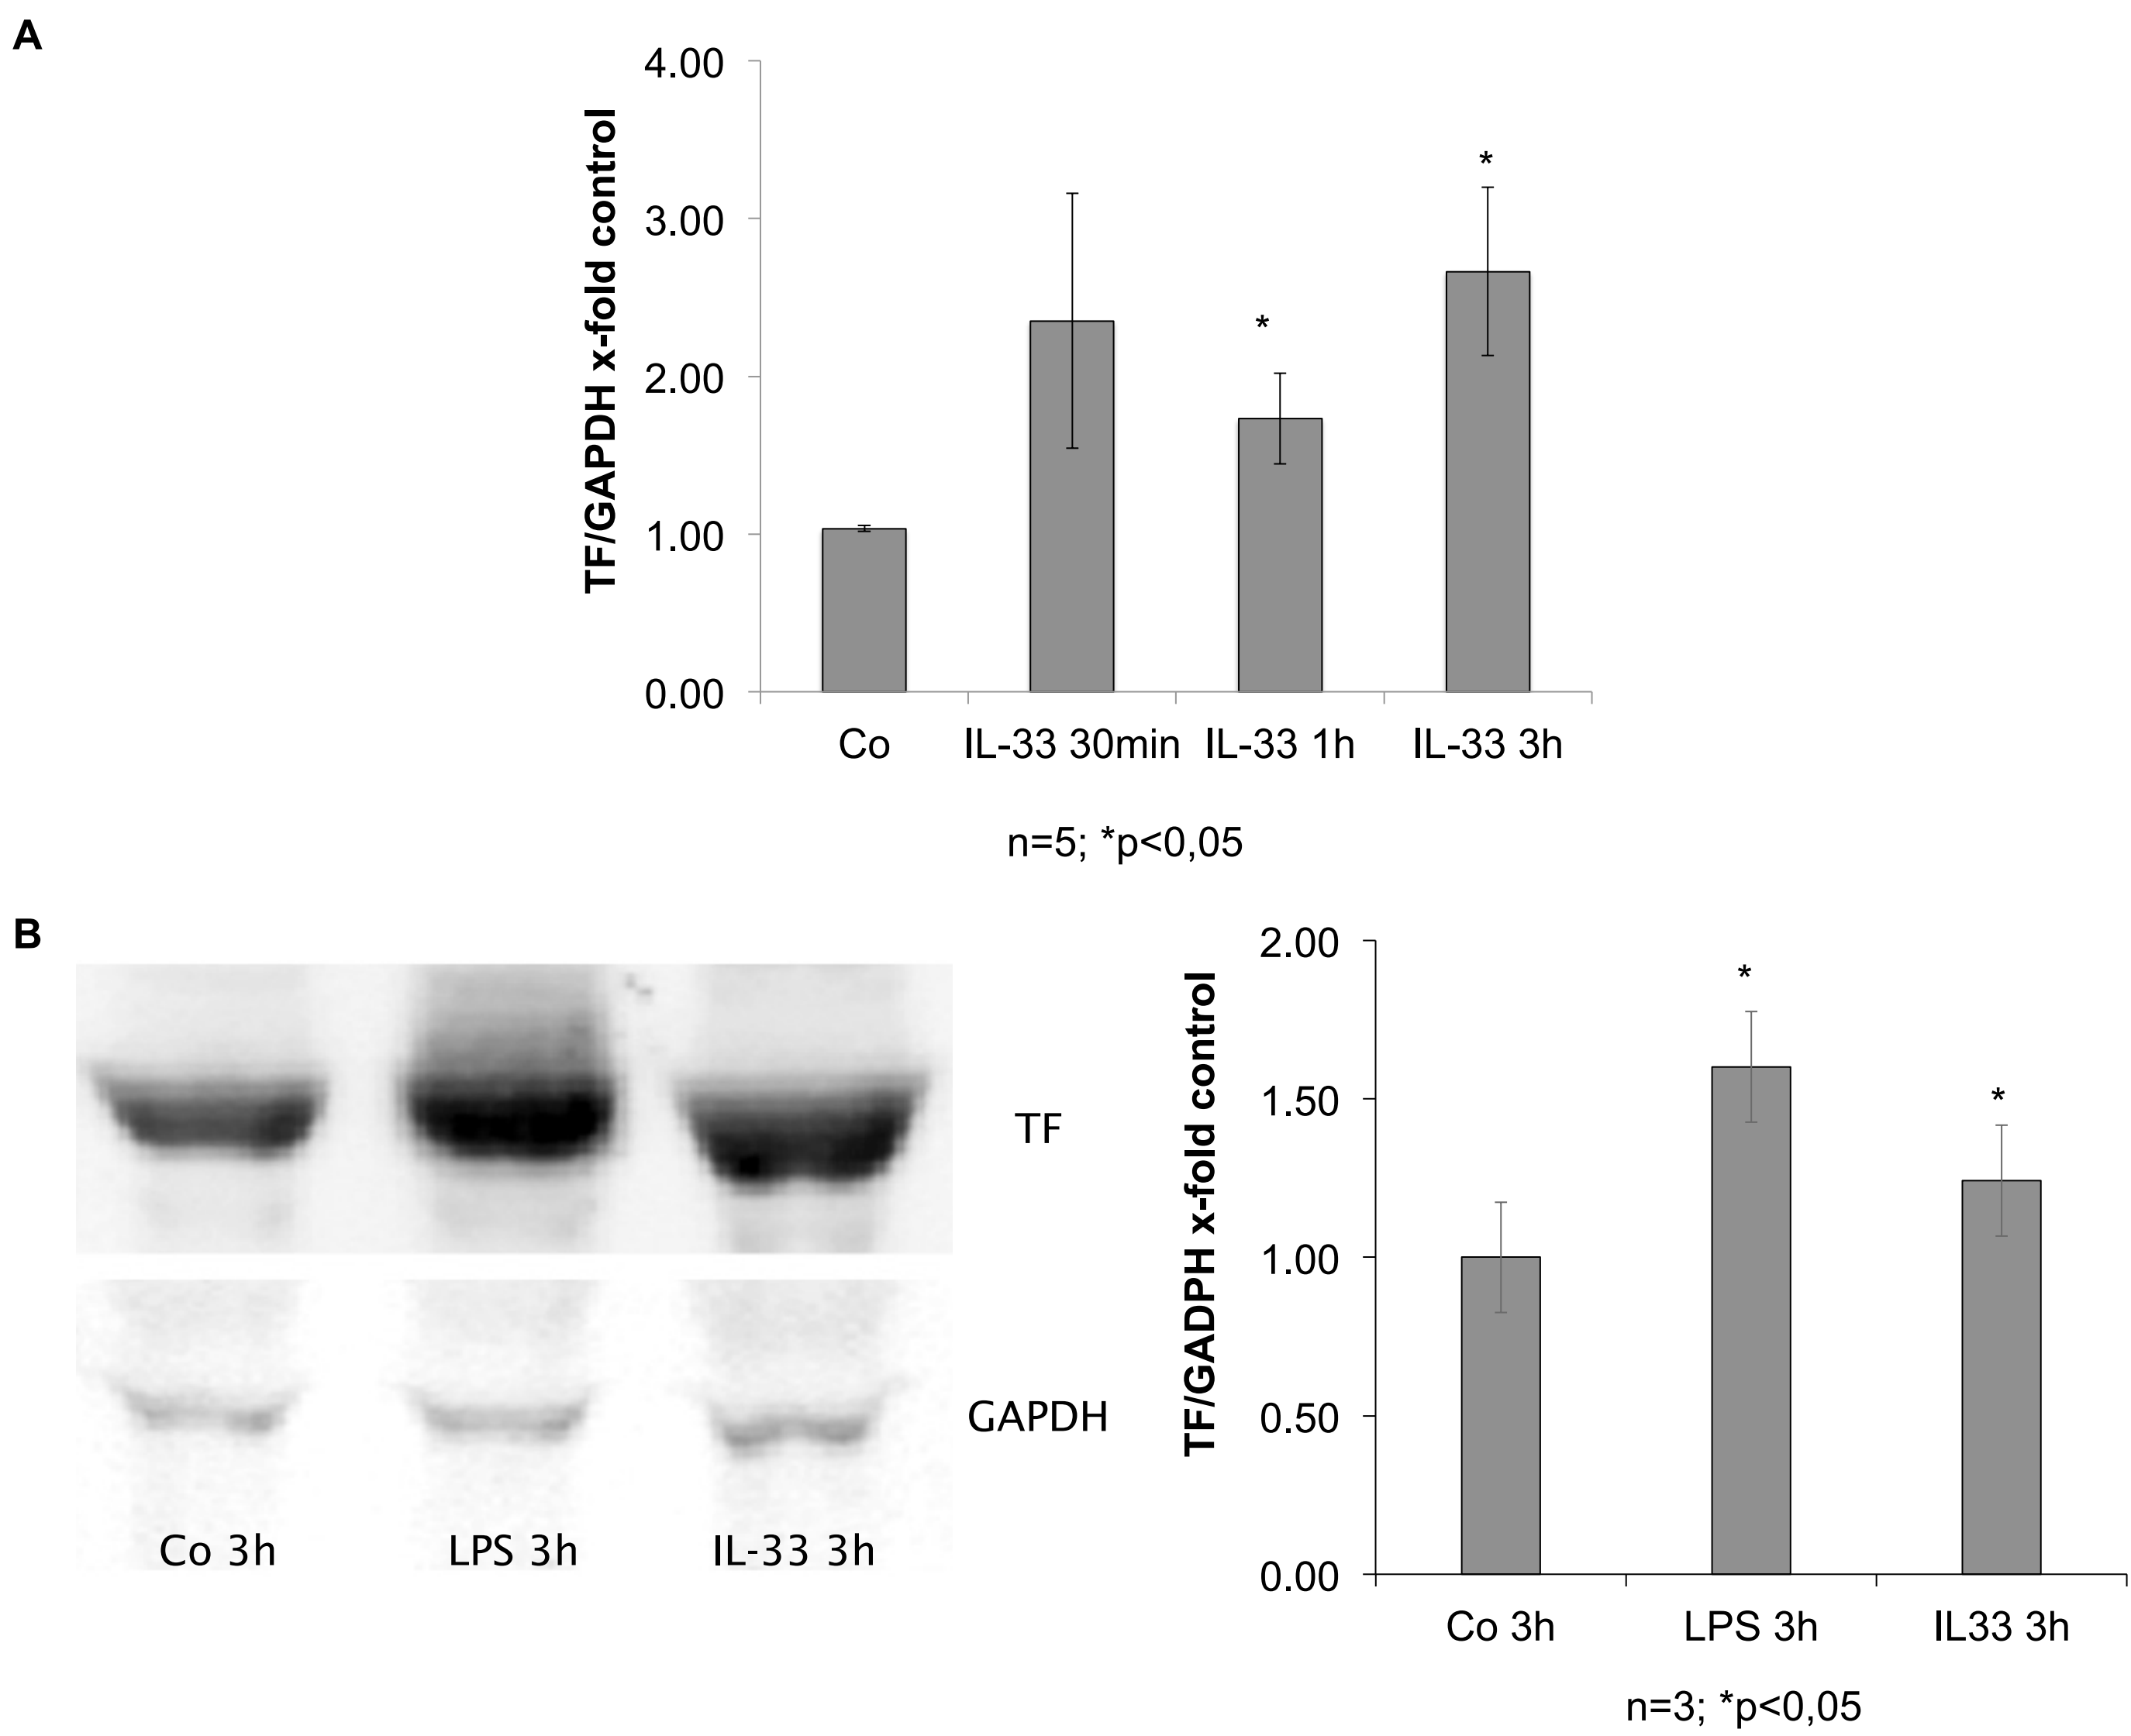 A
TF/GAPDH x-fold control
4.00
3.00
2.00
1.00
0.00
*
*
Co
IL-33 30min
IL-33 1h
IL-33 3h
n=5; *p<0,05
B
TF
GAPDH
Co 3h
LPS 3h
IL-33 3h
TF/GADPH x-fold control
2.00
1.50
1.00
0.50
0.00
*
*
Co 3h
LPS 3h
IL33 3h
n=3; *p<0,05